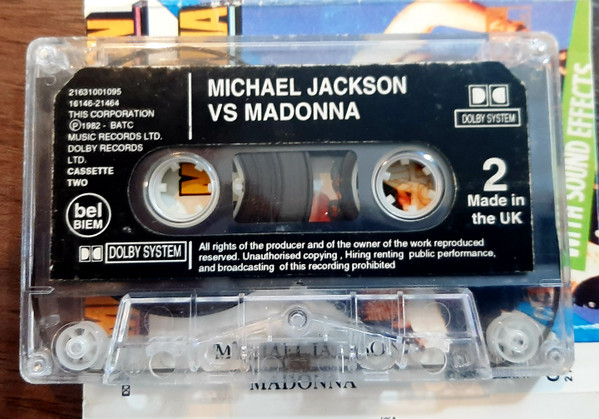 MICHAEL JACKSON
VS MADONNA
21631001095
16146-21464
THIS CORPORATION
Ⓟ1982 - BATC
MUSIC RECORDS LTD.
DOLBY RECORDS
LTD.
CASSETTE
TWO
bel
BIEM
DOLBY SYSTEM
DOLBY SYSTEM
2
Made in
the UK
All rights of the producer and of the owner of the work reproduced
reserved. Unauthorised copying , Hiring renting public performance,
and broadcasting of this recording prohibited
WITH SOUND EFFECTS
MICHAEL JACKSON
MADONNA